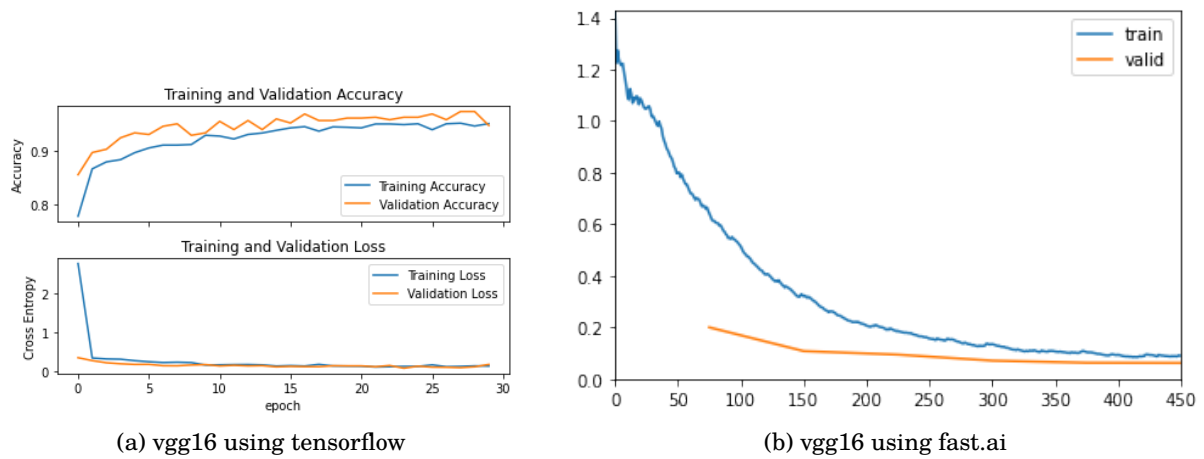 Training and Validation Accuracy
Accuracy
0.9
0.8
Training Accuracy
Validation Accuracy
Training and Validation Loss
Cross Entropy
2
1
0
Training Loss
Validation Loss
0 5 10 15 20 25 30
epoch
(a) vgg16 using tensorflow
1.4
1.2
1.0
0.8
0.6
0.4
0.2
0.0
train
valid
0 50 100 150 200 250 300 350 400 450
(b) vgg16 using fast.ai